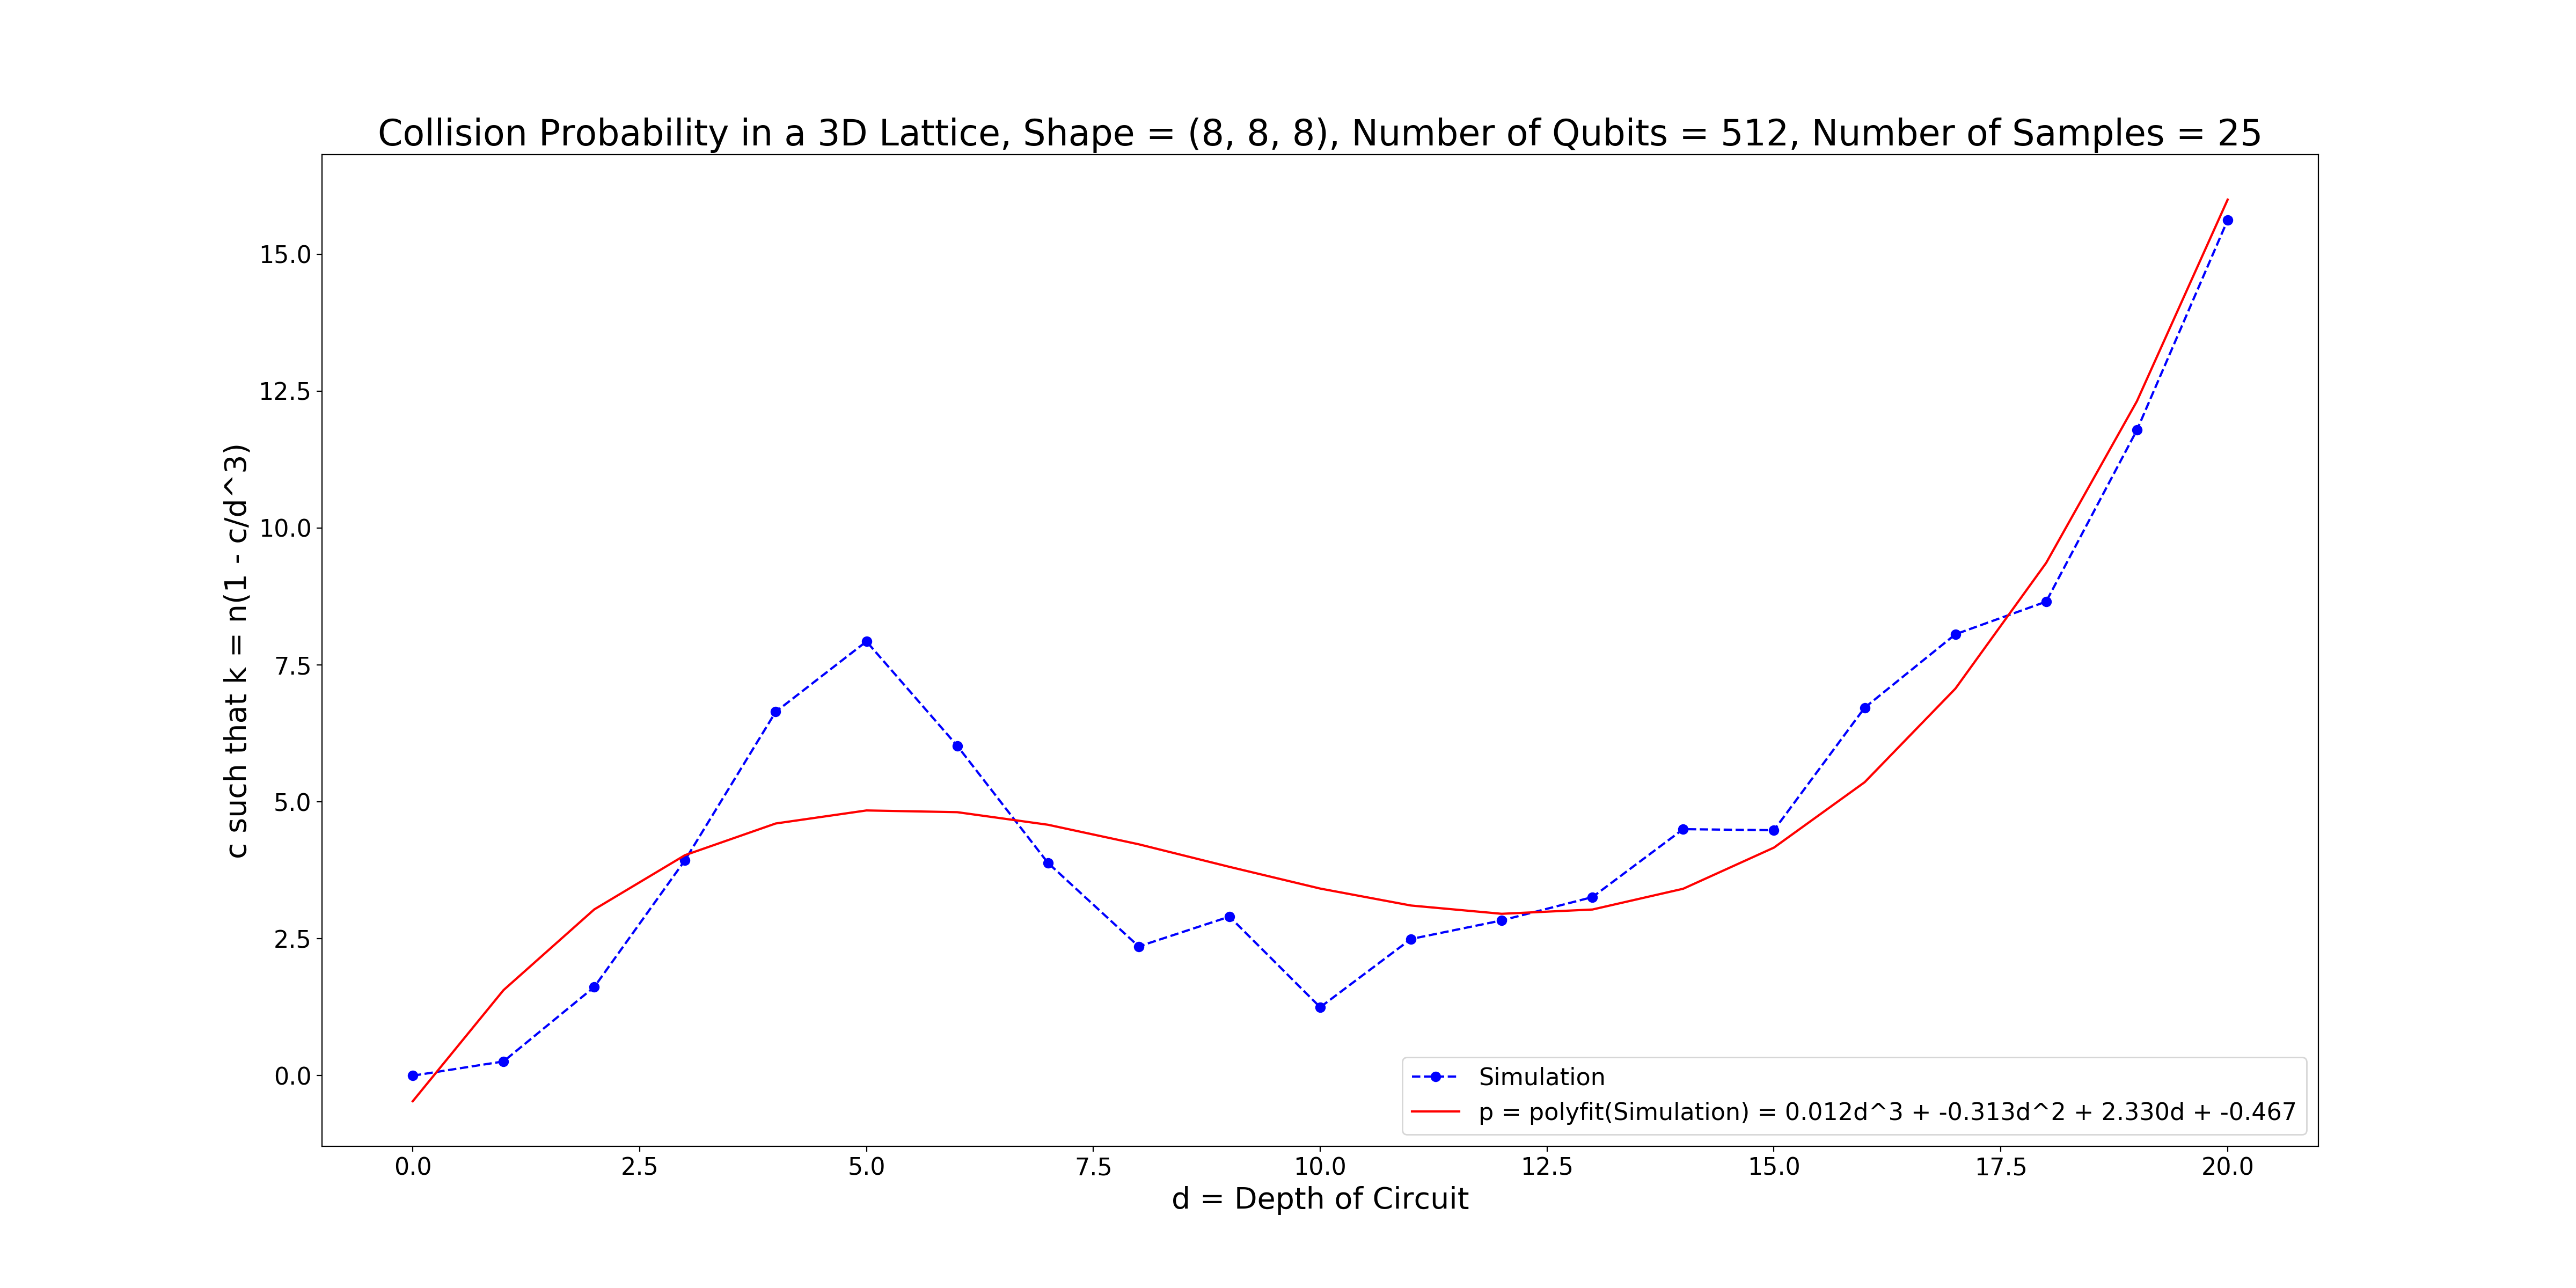 Collision Probability in a 3D Lattice, Shape = (8, 8, 8), Number of Qubits = 512, Number of Samples = 25
c such that k = n(1 - c/d^3)
15.0
12.5
10.0
7.5
5.0
2.5
0.0
Simulation
p = polyfit(Simulation) = 0.012d^3 + -0.313d^2 + 2.330d + -0.467
0.0 2.5 5.0 7.5 10.0 12.5 15.0 17.5 20.0
d = Depth of Circuit